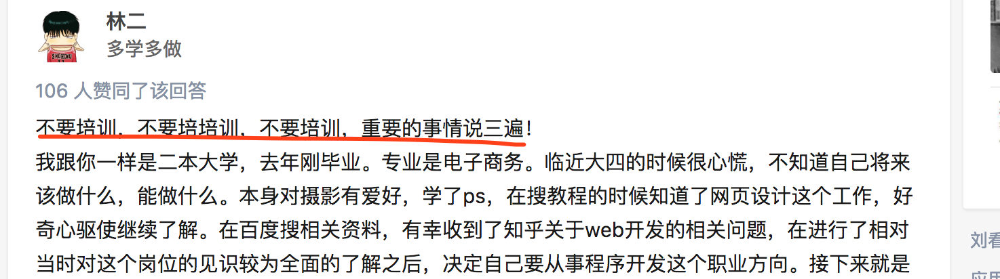 林二
多学多做
106 人赞同了该回答
不要培训，不要培培训，不要培训，重要的事情说三遍！
我跟你一样是二本大学，去年刚毕业。专业是电子商务。临近大四的时候很心慌，不知道自己将来
该做什么，能做什么。本身对摄影有爱好，学了ps，在搜教程的时候知道了网页设计这个工作，好
奇心驱使继续了解。在百度搜相关资料，有幸收到了知乎关于web开发的相关问题，在进行了相对
当时对这个岗位的见识较为全面的了解之后，决定自己要从事程序开发这个职业方向。接下来就是
刘看